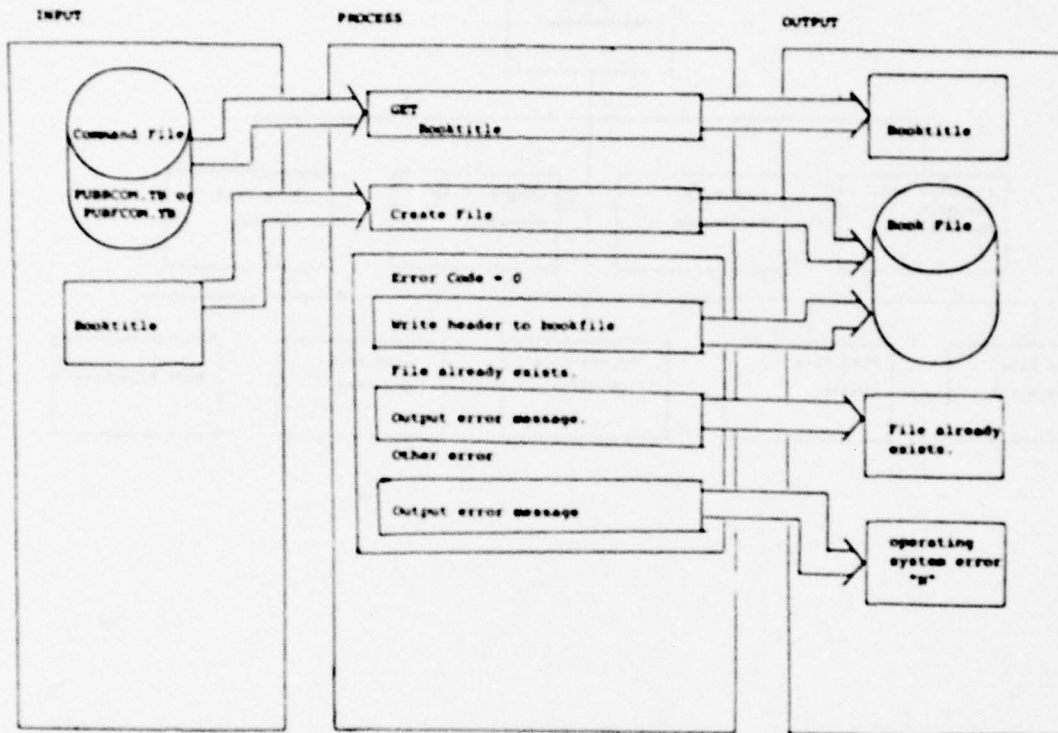 INPUT
PROCESS
OUTPUT
Command File
PUBBCOM.TB or
PUBFCOM.TB
Booktitle
GET
Booktitle
Create File
Error Code = 0
Write header to bookfile
File already exists.
Output error message.
Other error
Output error message
Booktitle
Book File
File already
exists.
operating
system error
"N"